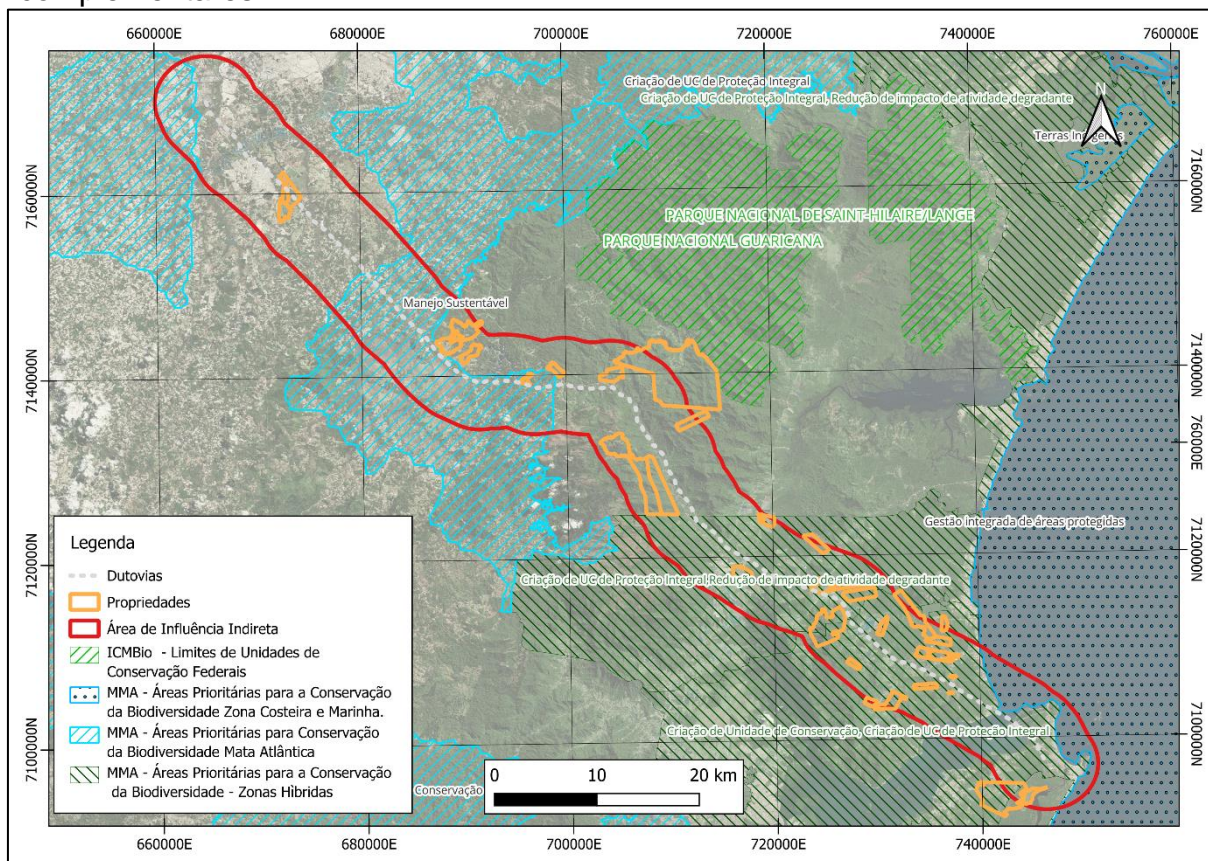 660000E 680000E 700000E 720000E 740000E 760000E
Criação de UC de Proteção Integral
Criação de UC de Proteção Integral, Redução de impacto de atividade degradante
N
Terras Indígenas
7160000N
7160000N
PARQUE NACIONAL DE SAINT-HILAIRE/LANGE
PARQUE NACIONAL GUARICANA
Manejo Sustentável
7140000N
7140000N
760000E
Gestão integrada de áreas protegidas
7120000N
7120000N
Criação de UC de Proteção Integral,Redução de impacto de atividade degradante
Criação de Unidade de Conservação, Criação de UC de Proteção Integral
7100000N
7100000N
Legenda
Dutovias
Propriedades
Área de Influência Indireta
ICMBio - Limites de Unidades de
Conservação Federais
MMA - Áreas Prioritárias para a Conservação
da Biodiversidade Zona Costeira e Marinha.
MMA - Áreas Prioritárias para Conservação
da Biodiversidade Mata Atlântica
MMA - Áreas Prioritárias para a Conservação
da Biodiversidade - Zonas Hibridas
Conservação
0 10 20 km
660000E 680000E 700000E 720000E 740000E